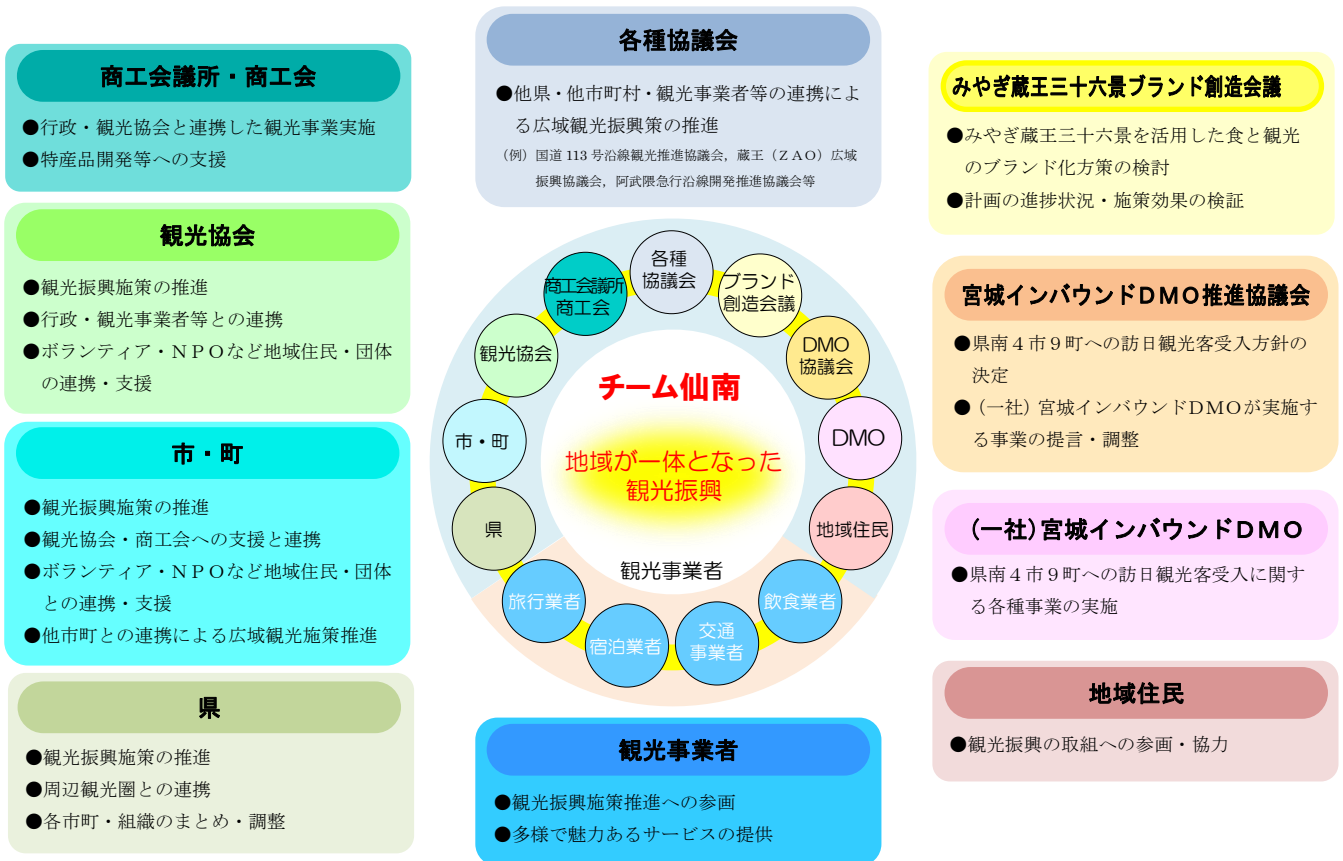 商工会議所・商工会
●行政・観光協会と連携した観光事業実施
●特産品開発等への支援
観光協会
●観光振興施策の推進
●行政・観光事業者等との連携
●ボランティア・ＮＰＯなど地域住民・団体
の連携・支援
市・町
●観光振興施策の推進
●観光協会・商工会への支援と連携
●ボランティア・ＮＰＯなど地域住民・団体
との連携・支援
●他市町との連携による広域観光施策推進
県
●観光振興施策の推進
●周辺観光圏との連携
●各市町・組織のまとめ・調整
各種協議会
●他県・他市町村・観光事業者等の連携によ
る広域観光振興策の推進
（例）国道 113 号沿線観光推進協議会，蔵王（ＺＡＯ）広域
振興協議会，阿武隈急行沿線開発推進協議会等
各種
協議会
商工会議所
商工会
ブランド
創造会議
観光協会
DMO
協議会
チーム仙南
市・町
DMO
地域が一体となった
観光振興
県
地域住民
観光事業者
旅行業者
飲食業者
宿泊業者
交通
事業者
観光事業者
●観光振興施策推進への参画
●多様で魅力あるサービスの提供
みやぎ蔵王三十六景ブランド創造会議
●みやぎ蔵王三十六景を活用した食と観光
のブランド化方策の検討
●計画の進捗状況・施策効果の検証
宮城インバウンドＤＭＯ推進協議会
●県南４市９町への訪日観光客受入方針の
決定
●（一社）宮城インバウンドＤＭＯが実施す
る事業の提言・調整
（一社）宮城インバウンドＤＭＯ
●県南４市９町への訪日観光客受入に関す
る各種事業の実施
地域住民
●観光振興の取組への参画・協力